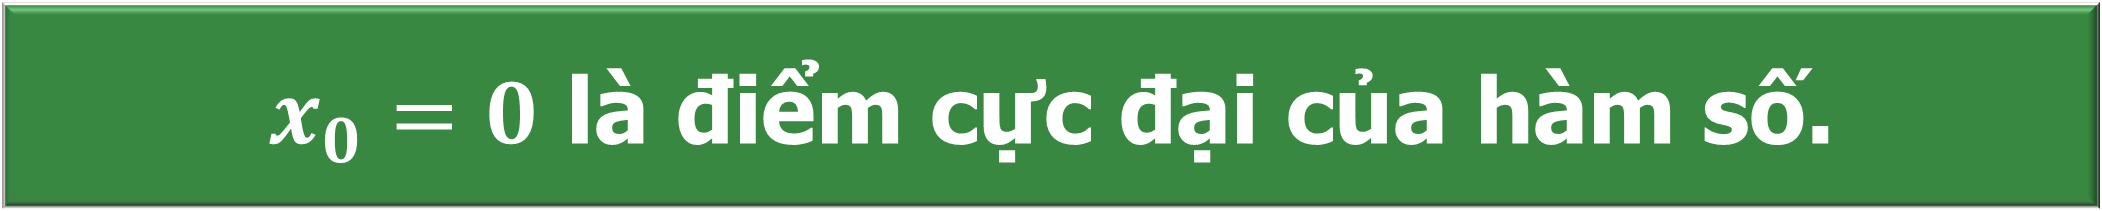 x₀ = 0 là điểm cực đại của hàm số.